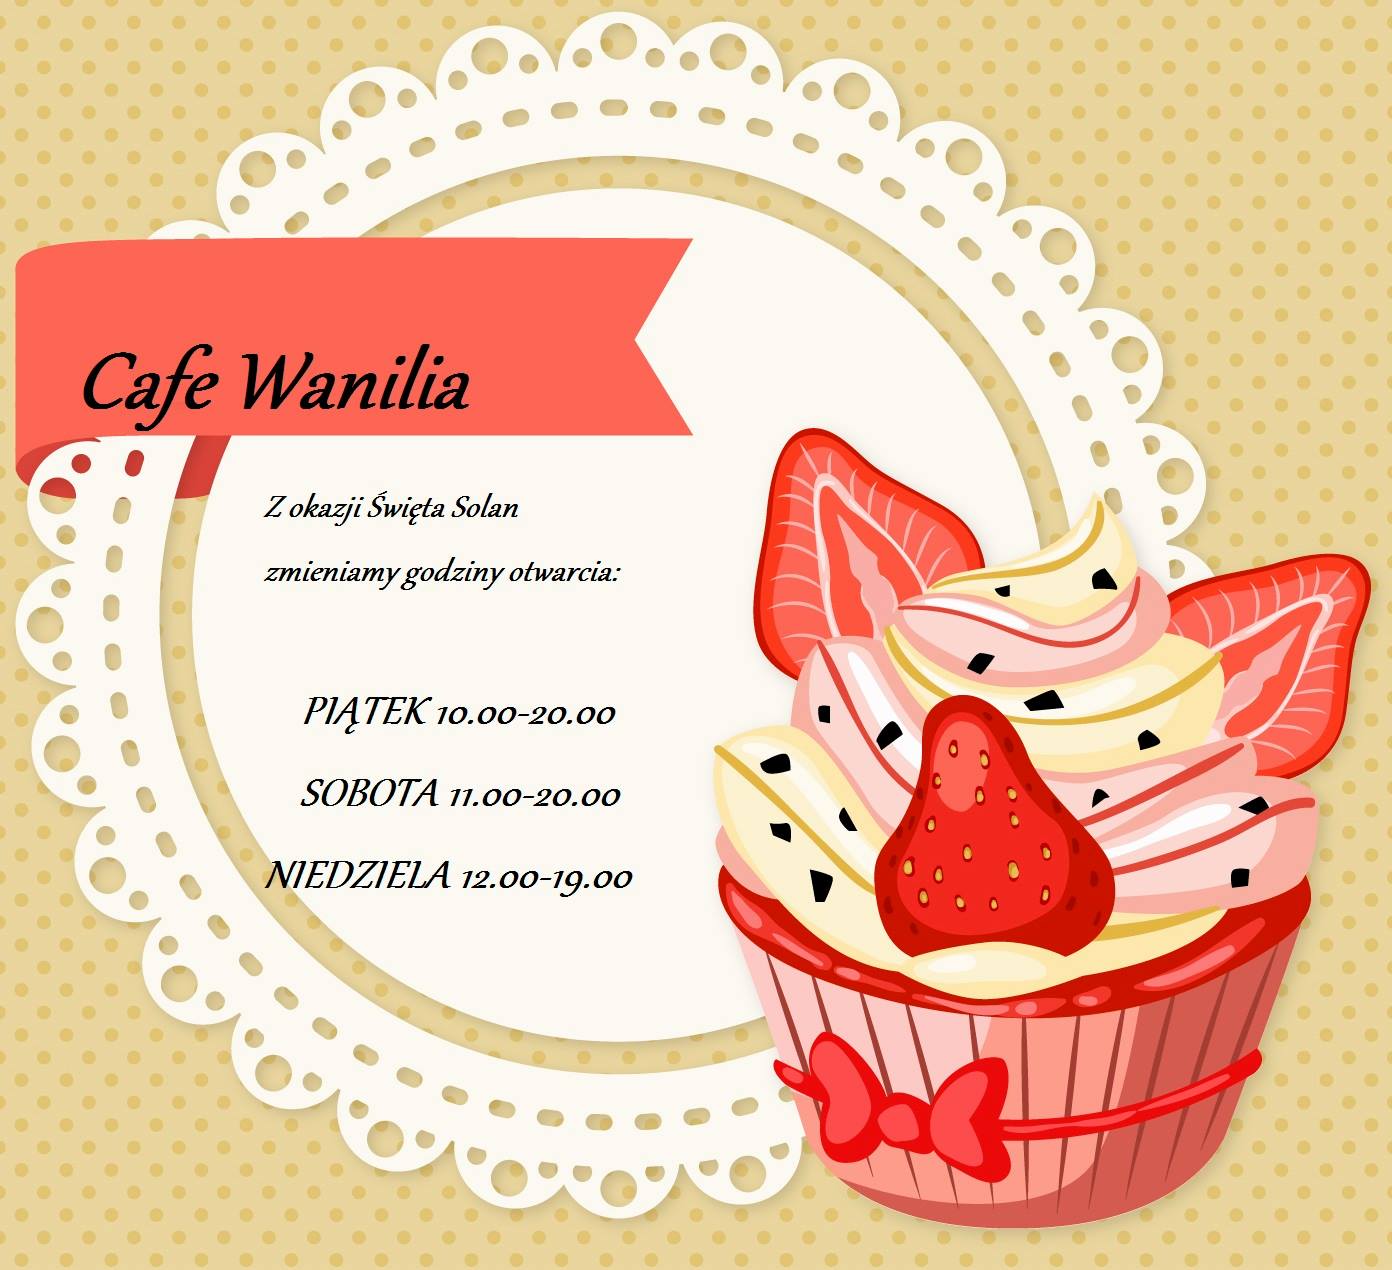 Cafe Wanilia
Z okazji Święta Solan
zmieniamy godziny otwarcia:
PIĄTEK 10.00-20.00
SOBOTA 11.00-20.00
NIEDZIELA 12.00-19.00